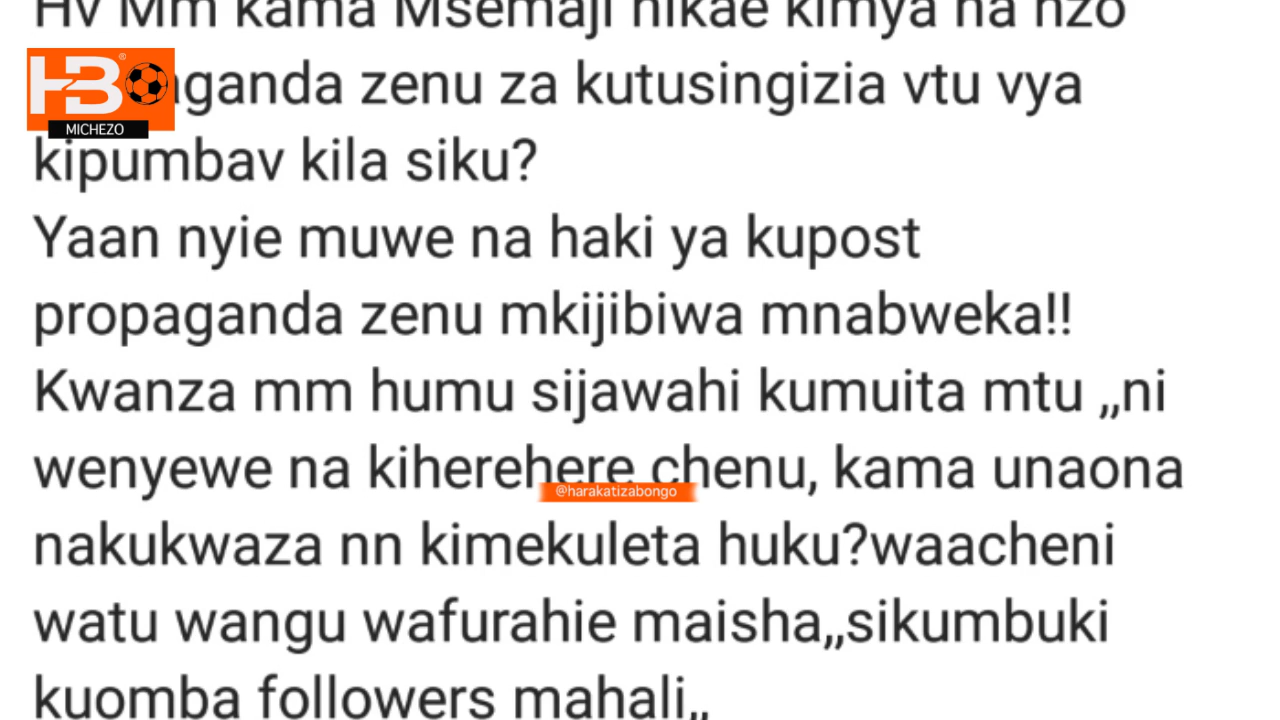 Hv Mm kama Msemaji nikae kimya na hzo
HB®
aganda zenu za kutusingizia vtu vya
MICHEZO
kipumbav kila siku?
Yaan nyie muwe na haki ya kupost
propaganda zenu mkijibiwa mnabweka!!
Kwanza mm humu sijawahi kumuita mtu ,,ni
wenyewe na kiherehere chenu, kama unaona
@harakatizabongo
nakukwaza nn kimekuleta huku?waacheni
watu wangu wafurahie maisha,,sikumbuki
kuomba followers mahali,,